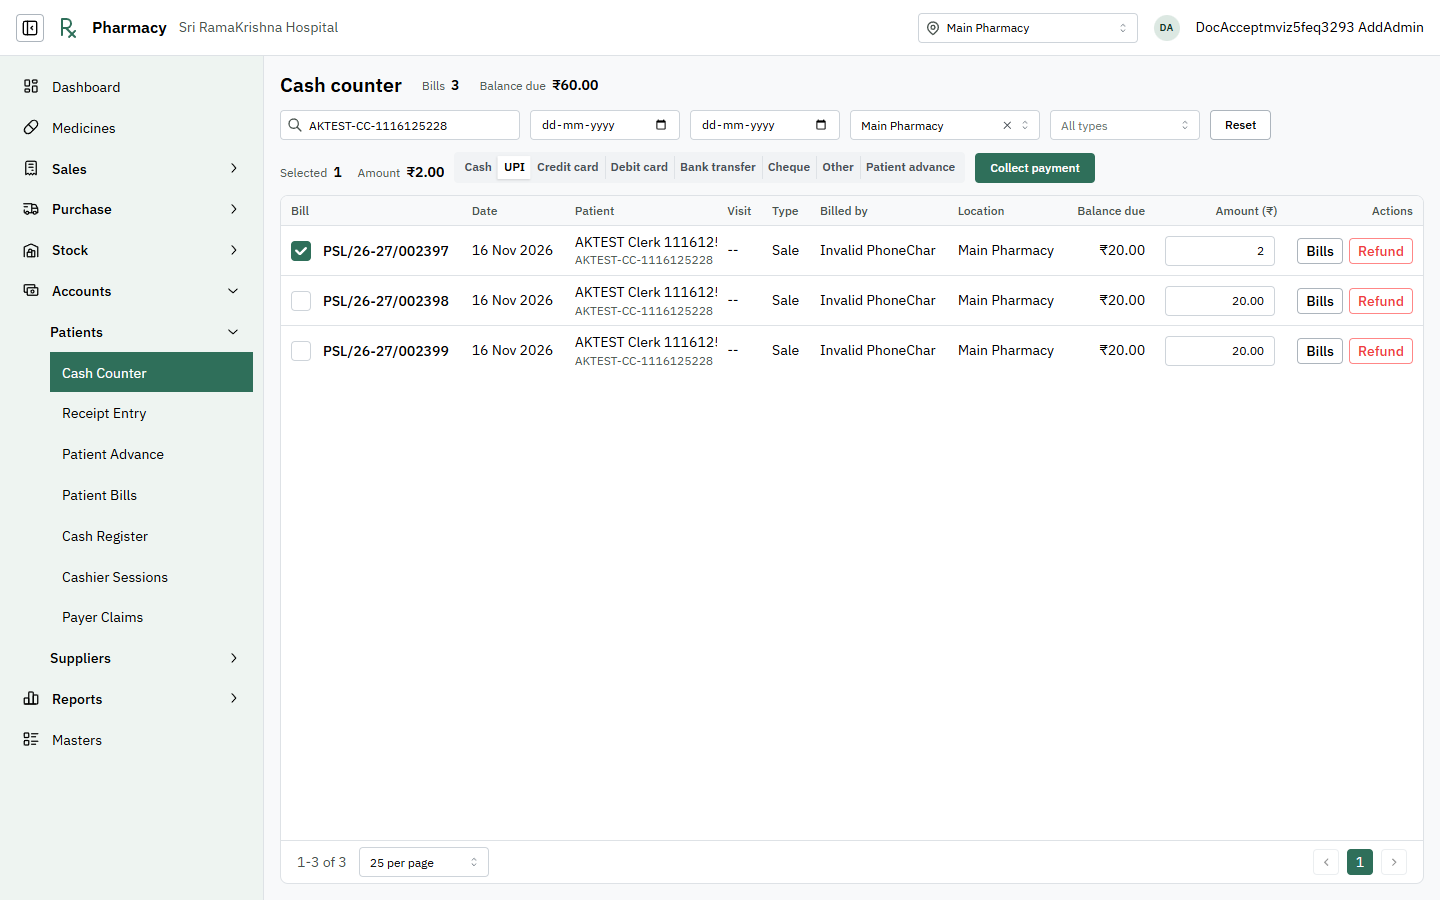 Pharmacy Sri RamaKrishna Hospital Main Pharmacy DA DocAcceptmviz5feq3293 AddAdmin
Dashboard
Medicines
Sales
Purchase
Stock
Accounts
Patients
Cash Counter
Receipt Entry
Patient Advance
Patient Bills
Cash Register
Cashier Sessions
Payer Claims
Suppliers
Reports
Masters
Cash counter Bills 3 Balance due ₹60.00
AKTEST-CC-1116125228 dd-mm-yyyy dd-mm-yyyy Main Pharmacy All types Reset
Selected 1 Amount ₹2.00 Cash UPI Credit card Debit card Bank transfer Cheque Other Patient advance Collect payment
Bill Date Patient Visit Type Billed by Location Balance due Amount (₹) Actions
PSL/26-27/002397 16 Nov 2026 AKTEST Clerk 111612 -- Sale Invalid PhoneChar Main Pharmacy ₹20.00 2 Bills Refund
AKTEST-CC-1116125228
PSL/26-27/002398 16 Nov 2026 AKTEST Clerk 111612 -- Sale Invalid PhoneChar Main Pharmacy ₹20.00 20.00 Bills Refund
AKTEST-CC-1116125228
PSL/26-27/002399 16 Nov 2026 AKTEST Clerk 111612 -- Sale Invalid PhoneChar Main Pharmacy ₹20.00 20.00 Bills Refund
AKTEST-CC-1116125228
1-3 of 3 25 per page 1